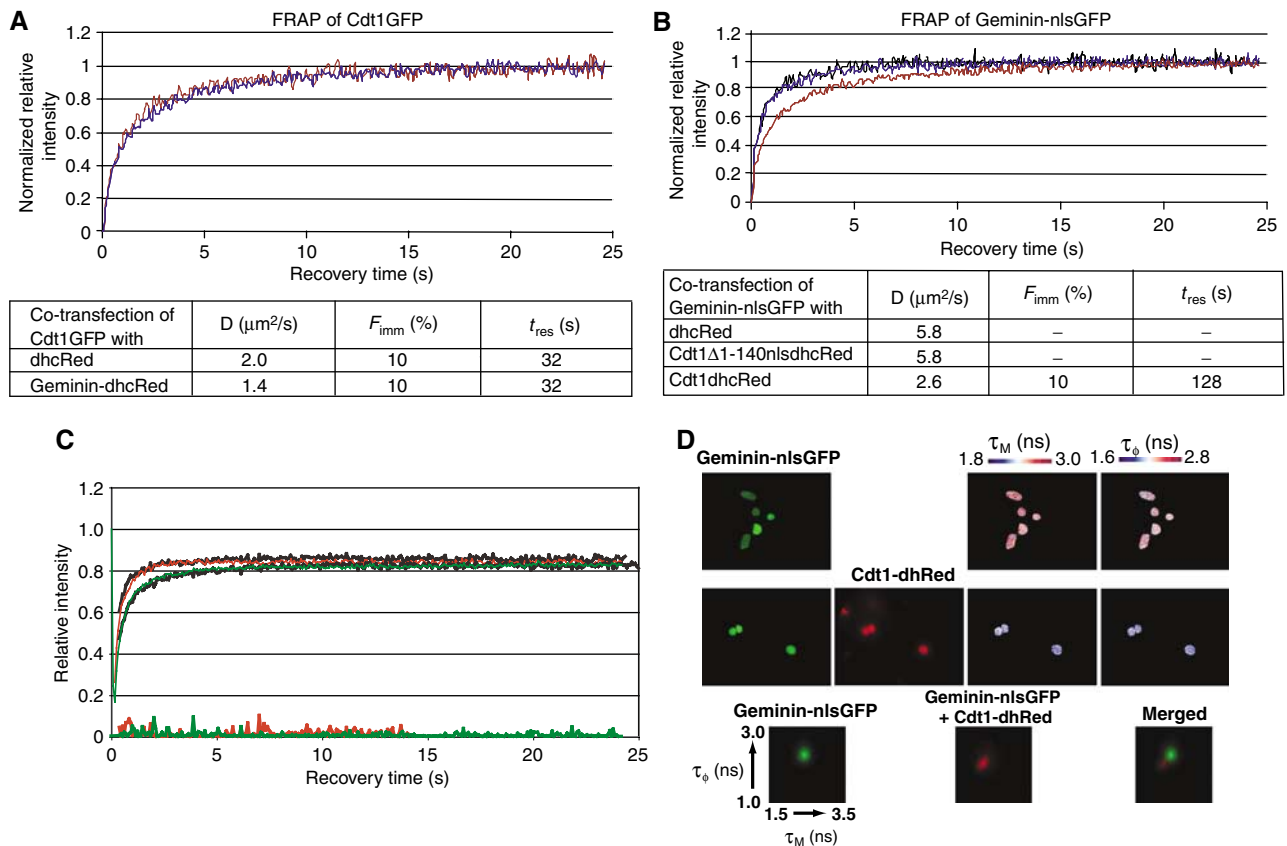 A
FRAP of Cdt1GFP
Normalized relative
intensity
1.2
1
0.8
0.6
0.4
0.2
0
0 5 10 15 20 25
Recovery time (s)
Co-transfection of
Cdt1GFP with
D (μm²/s)
F_imm (%)
t_res (s)
dhcRed 2.0 10 32
Geminin-dhcRed 1.4 10 32
B
FRAP of Geminin-nlsGFP
Normalized relative
intensity
1.2
1
0.8
0.6
0.4
0.2
0
0 5 10 15 20 25
Recovery time (s)
Co-transfection of
Geminin-nlsGFP with
D (μm²/s)
F_imm (%)
t_res (s)
dhcRed 5.8 – –
Cdt1Δ1-140nlsdhcRed 5.8 – –
Cdt1dhcRed 2.6 10 128
C
Relative intensity
1.2
1.0
0.8
0.6
0.4
0.2
0
0 5 10 15 20 25
Recovery time (s)
D
Geminin-nlsGFP
τ_M (ns)
1.8 3.0
τ_ϕ (ns)
1.6 2.8
Cdt1-dhRed
Geminin-nlsGFP
Geminin-nlsGFP
+ Cdt1-dhRed
Merged
3.0
τ_ϕ (ns)
1.0
1.5 3.5
τ_M (ns)